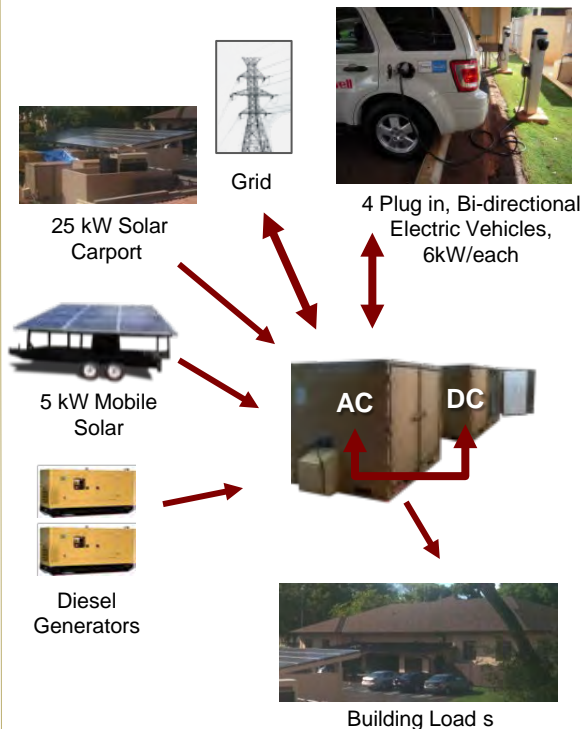 Grid
4 Plug in, Bi-directional
Electric Vehicles,
6kW/each
25 kW Solar
Carport
5 kW Mobile
Solar
AC
DC
Diesel
Generators
Building Load s